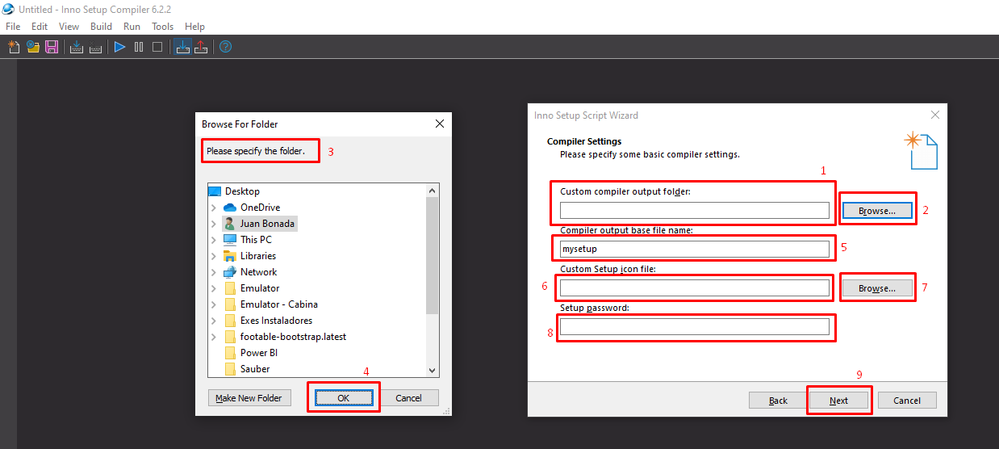 Untitled - Inno Setup Compiler 6.2.2
File Edit View Build Run Tools Help
Browse For Folder
Please specify the folder.
3
Desktop
OneDrive
Juan Bonada
This PC
Libraries
Network
Emulator
Emulator - Cabina
Exes Instaladores
footable-bootstrap.latest
Power BI
Sauber
4
Make New Folder
OK
Cancel
Inno Setup Script Wizard
Compiler Settings
Please specify some basic compiler settings.
1
Custom compiler output folder:
Browse...
2
Compiler output base file name:
mysetup
5
Custom Setup icon file:
6
Browse...
7
Setup password:
8
9
Back
Next
Cancel